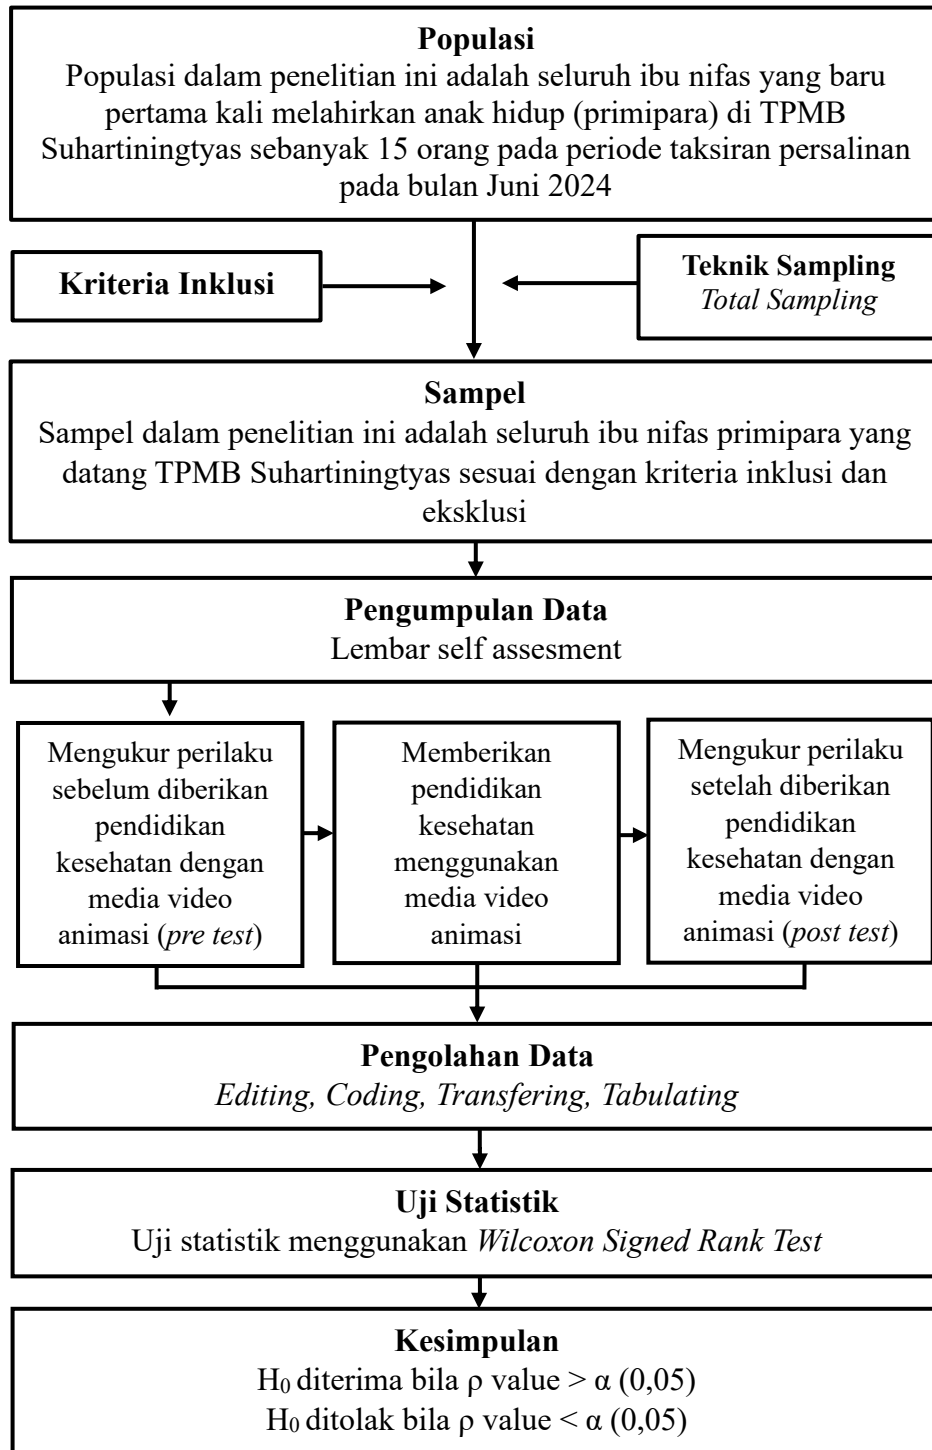 Populasi
Populasi dalam penelitian ini adalah seluruh ibu nifas yang baru
pertama kali melahirkan anak hidup (primipara) di TPMB
Suhartiningtyas sebanyak 15 orang pada periode taksiran persalinan
pada bulan Juni 2024
Kriteria Inklusi
Teknik Sampling
Total Sampling
Sampel
Sampel dalam penelitian ini adalah seluruh ibu nifas primipara yang
datang TPMB Suhartiningtyas sesuai dengan kriteria inklusi dan
eksklusi
Pengumpulan Data
Lembar self assesment
Mengukur perilaku
sebelum diberikan
pendidikan
kesehatan dengan
media video
animasi (pre test)
Memberikan
pendidikan
kesehatan
menggunakan
media video
animasi
Mengukur perilaku
setelah diberikan
pendidikan
kesehatan dengan
media video
animasi (post test)
Pengolahan Data
Editing, Coding, Transfering, Tabulating
Uji Statistik
Uji statistik menggunakan Wilcoxon Signed Rank Test
Kesimpulan
H₀ diterima bila ρ value > α (0,05)
H₀ ditolak bila ρ value < α (0,05)